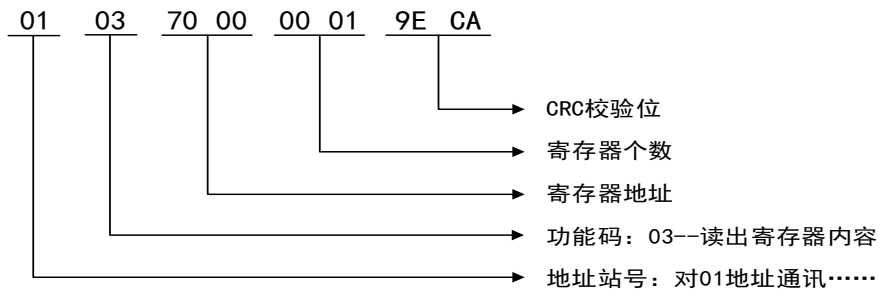 01 03 70 00 00 01 9E CA
CRC校验位
寄存器个数
寄存器地址
功能码：03--读出寄存器内容
地址站号：对01地址通讯……